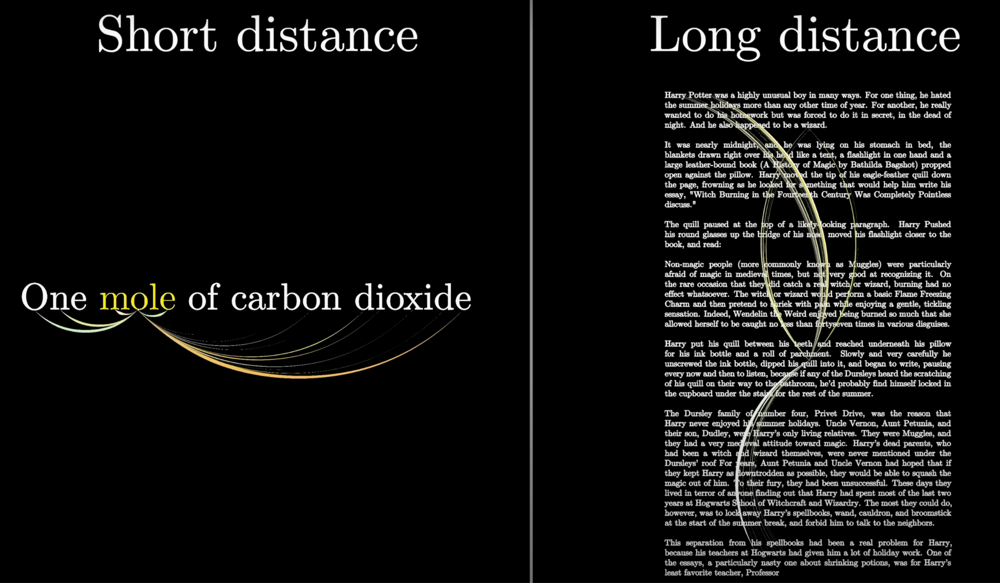 Short distance
One mole of carbon dioxide
Long distance
Harry Potter was a highly unusual boy in many ways. For one thing, he hated
the summer holidays more than any other time of year. For another, he really
wanted to do his homework but was forced to do it in secret, in the dead of
night. And he also happened to be a wizard.
It was nearly midnight, and he was lying on his stomach in bed, the
blankets drawn right over his head like a tent, a flashlight in one hand and a
large leather-bound book (A History of Magic by Bathilda Bagshot) propped
open against the pillow. Harry moved the tip of his eagle-feather quill down
the page, frowning as he looked for something that would help him write his
essay, "Witch Burning in the Fourteenth Century Was Completely Pointless
discuss."
The quill paused at the top of a likely-looking paragraph. Harry Pushed
his round glasses up the bridge of his nose, moved his flashlight closer to the
book, and read:
Non-magic people (more commonly known as Muggles) were particularly
afraid of magic in medieval times, but not very good at recognizing it. On
the rare occasion that they did catch a real witch or wizard, burning had no
effect whatsoever. The witch or wizard would perform a basic Flame Freezing
Charm and then pretend to shriek with pain while enjoying a gentle, tickling
sensation. Indeed, Wendelin the Weird enjoyed being burned so much that she
allowed herself to be caught no less than fortyseven times in various disguises.
Harry put his quill between his teeth and reached underneath his pillow
for his ink bottle and a roll of parchment. Slowly and very carefully he
unscrewed the ink bottle, dipped his quill into it, and began to write, pausing
every now and then to listen, because if any of the Dursleys heard the scratching
of his quill on their way to the bathroom, he'd probably find himself locked in
the cupboard under the stairs for the rest of the summer.
The Dursley family of number four, Privet Drive, was the reason that
Harry never enjoyed his summer holidays. Uncle Vernon, Aunt Petunia, and
their son, Dudley, were Harry's only living relatives. They were Muggles, and
they had a very medieval attitude toward magic. Harry's dead parents, who
had been a witch and wizard themselves, were never mentioned under the
Dursleys' roof For years, Aunt Petunia and Uncle Vernon had hoped that if
they kept Harry as downtrodden as possible, they would be able to squash the
magic out of him. To their fury, they had been unsuccessful. These days they
lived in terror of anyone finding out that Harry had spent most of the last two
years at Hogwarts School of Witchcraft and Wizardry. The most they could do,
however, was to lock away Harry's spellbooks, wand, cauldron, and broomstick
at the start of the summer break, and forbid him to talk to the neighbors.
This separation from his spellbooks had been a real problem for Harry,
because his teachers at Hogwarts had given him a lot of holiday work. One of
the essays, a particularly nasty one about shrinking potions, was for Harry's
least favorite teacher, Professor